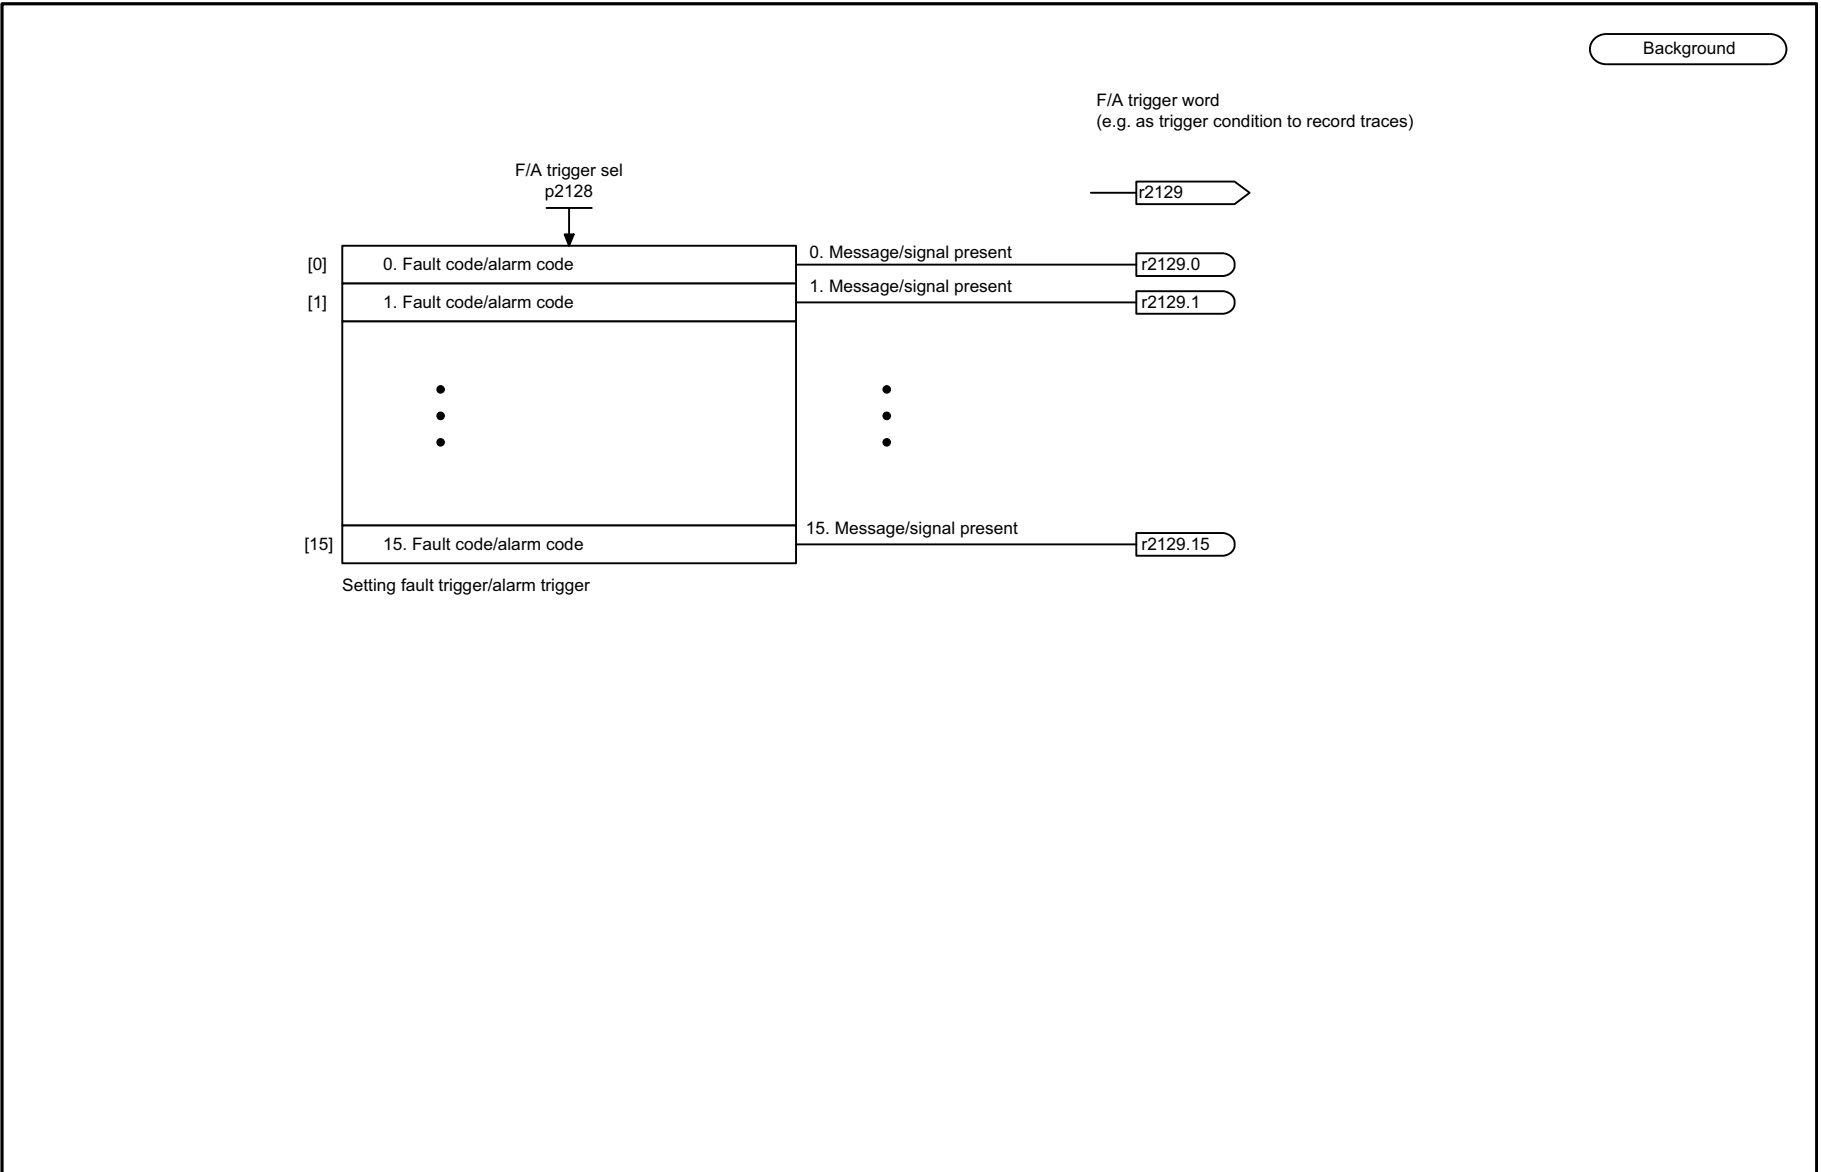 Background
F/A trigger word
(e.g. as trigger condition to record traces)
F/A trigger sel
p2128
r2129
[0] 0. Fault code/alarm code 0. Message/signal present r2129.0
[1] 1. Fault code/alarm code 1. Message/signal present r2129.1
[15] 15. Fault code/alarm code 15. Message/signal present r2129.15
Setting fault trigger/alarm trigger